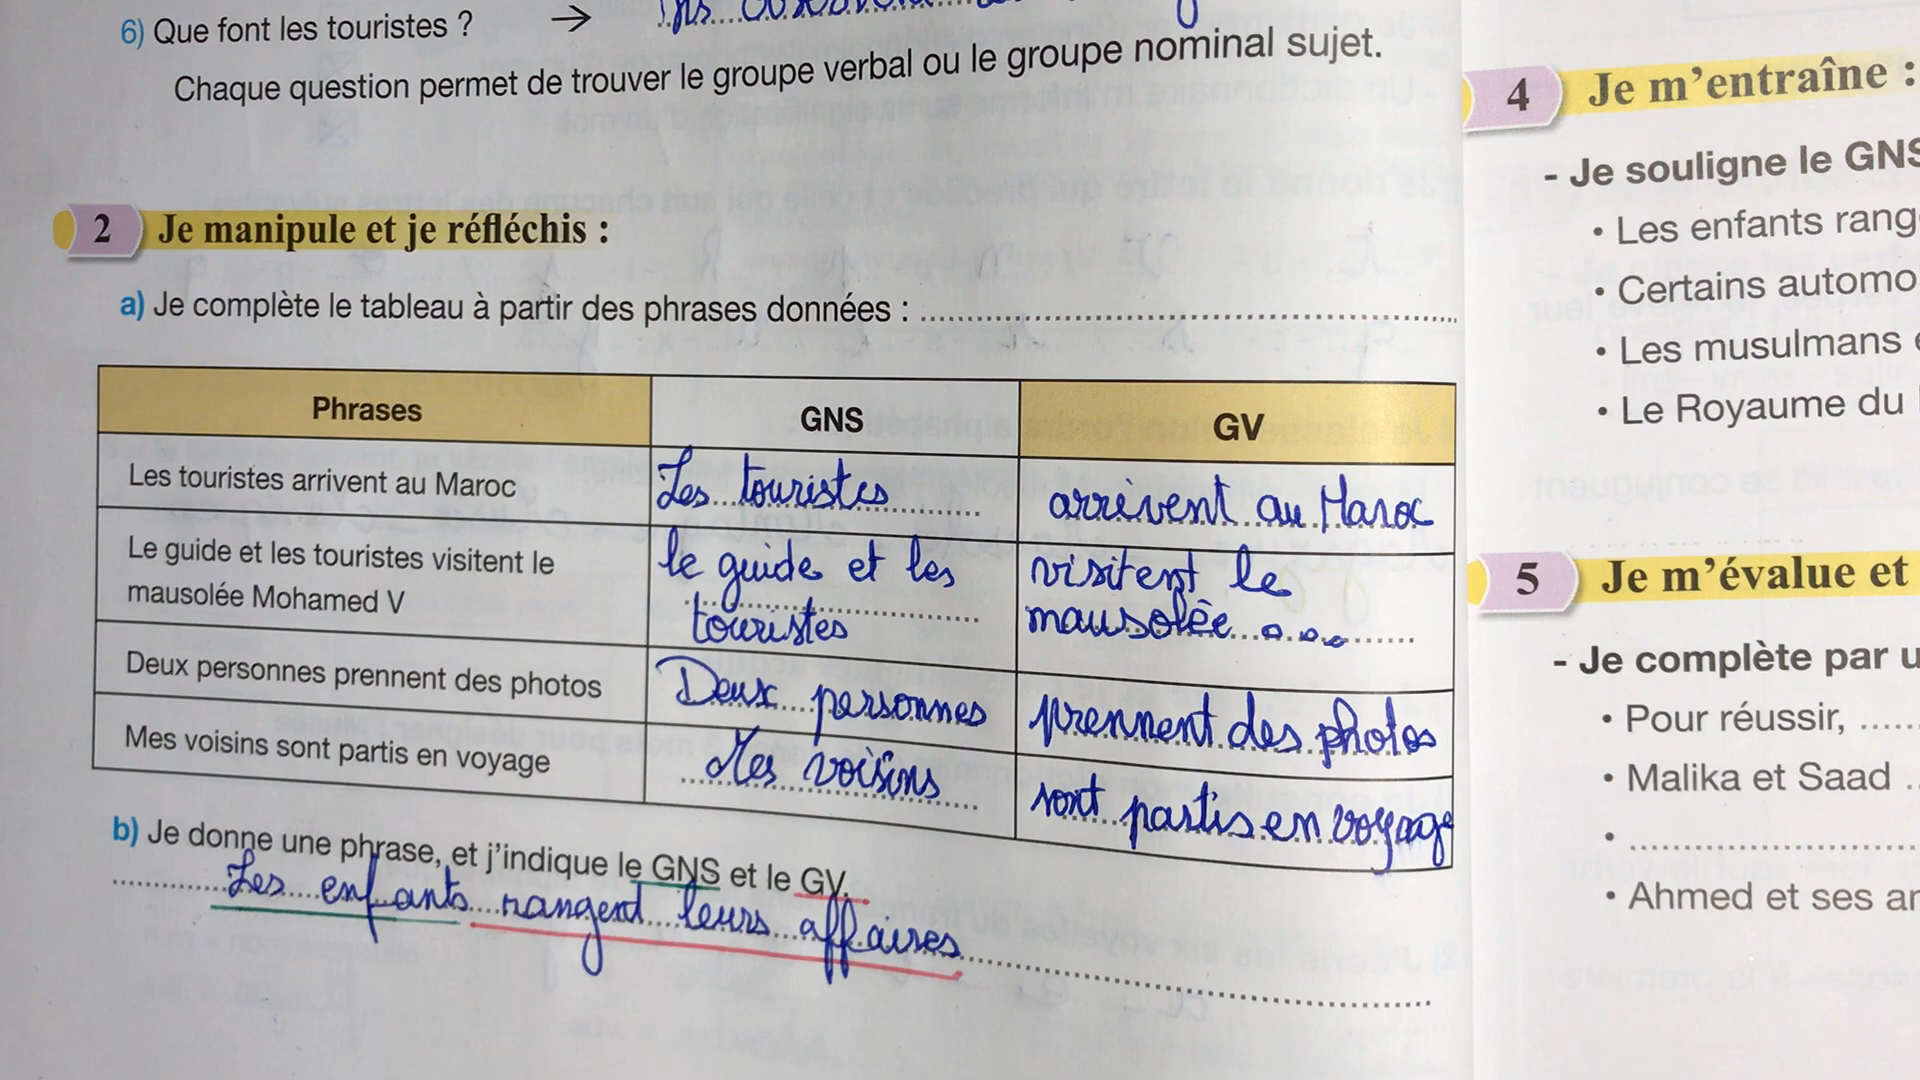 6) Que font les touristes ? →
Chaque question permet de trouver le groupe verbal ou le groupe nominal sujet.
2 Je manipule et je réfléchis :
a) Je complète le tableau à partir des phrases données : ..........
Phrases GNS GV
Les touristes arrivent au Maroc Les touristes arrivent au Maroc
Le guide et les touristes visitent le le guide et les visitent le
mausolée Mohamed V touristes mausolée...
Deux personnes prennent des photos Deux personnes prennent des photos
Mes voisins sont partis en voyage Mes voisins sont partis en voyage
b) Je donne une phrase, et j'indique le GNS et le GV.
Les enfants rangent leurs affaires
4 Je m'entraîne :
- Je souligne le GNS
• Les enfants rang
• Certains automo
• Les musulmans
• Le Royaume du
5 Je m'évalue et
- Je complète par u
• Pour réussir, .....
• Malika et Saad ..
• ..........
• Ahmed et ses